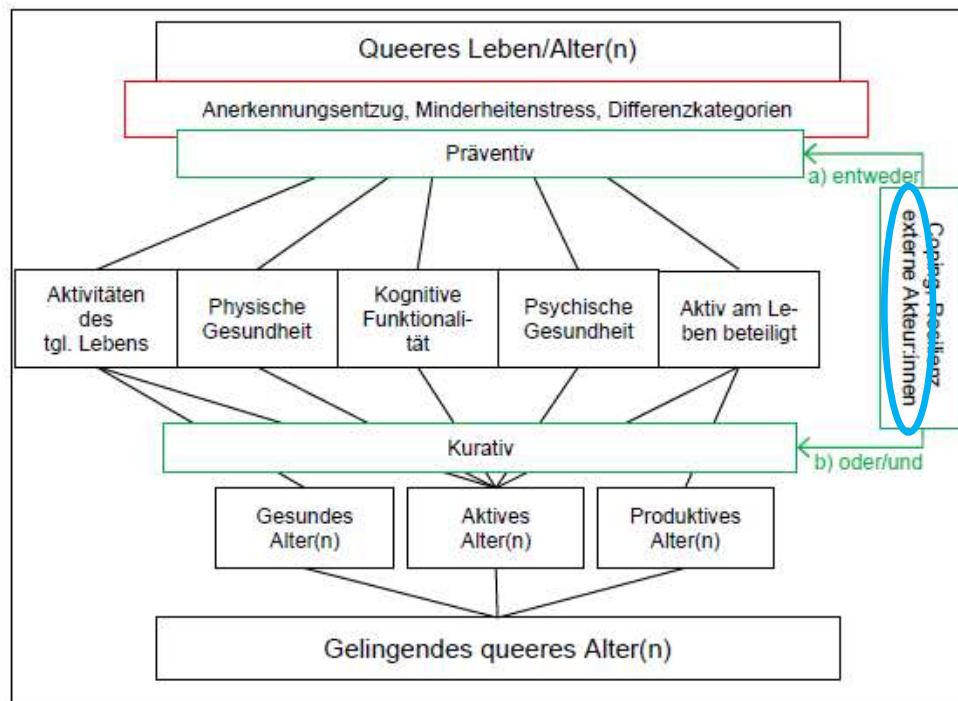 Queeres Leben/Alter(n)
Anerkennungsentzug, Minderheitenstress, Differenzkategorien
Präventiv
a) entweder
Coping, Resilienz
externe Akteur:innen
Aktivitäten
des
tgl. Lebens
Physische
Gesundheit
Kognitive
Funktionali-
tät
Psychische
Gesundheit
Aktiv am Le-
ben beteiligt
Kurativ
b) oder/und
Gesundes
Alter(n)
Aktives
Alter(n)
Produktives
Alter(n)
Gelingendes queeres Alter(n)